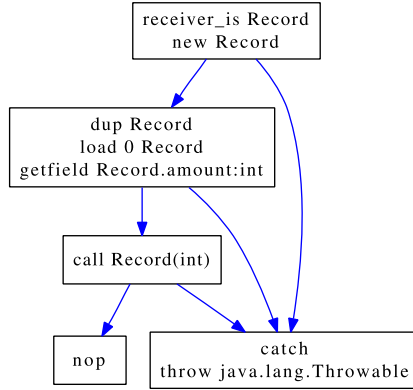 receiver_is Record
new Record
dup Record
load 0 Record
getfield Record.amount:int
call Record(int)
nop
catch
throw java.lang.Throwable